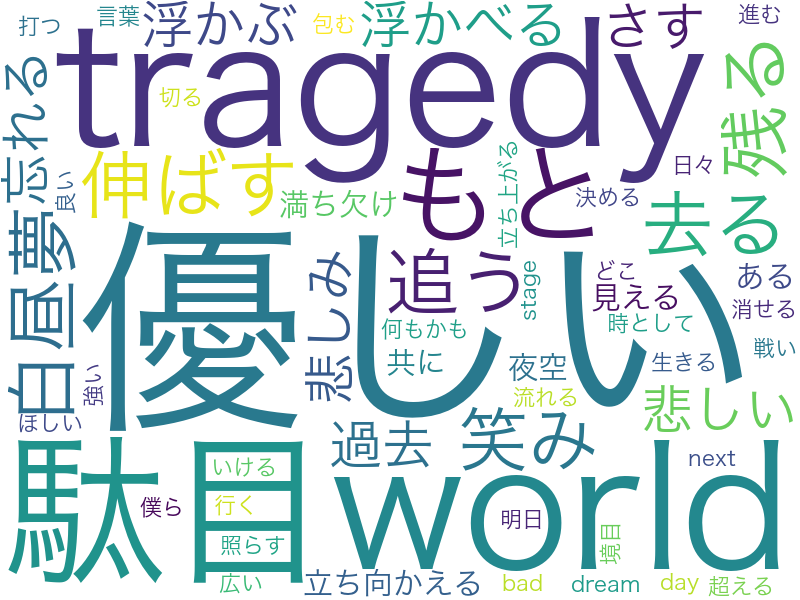 打つ
言葉
浮かぶ
包む
浮かべる
さす
進む
tragedy
忘れる
切る
残る
伸ばす
良い
満ち欠け
立ち上がる
もと
決める
日々
去る
白昼夢
優しい
悲しみ
追う
stage
どこ
見える
ある
消せる
何もかも
時として
共に
夜空
生きる
戦い
強い
流れる
ほしい
悲しい
過去
笑み
駄目
world
next
いける
行く
僕ら
明日
照らす
境目
広い
立ち向かえる
bad
dream
day
超える